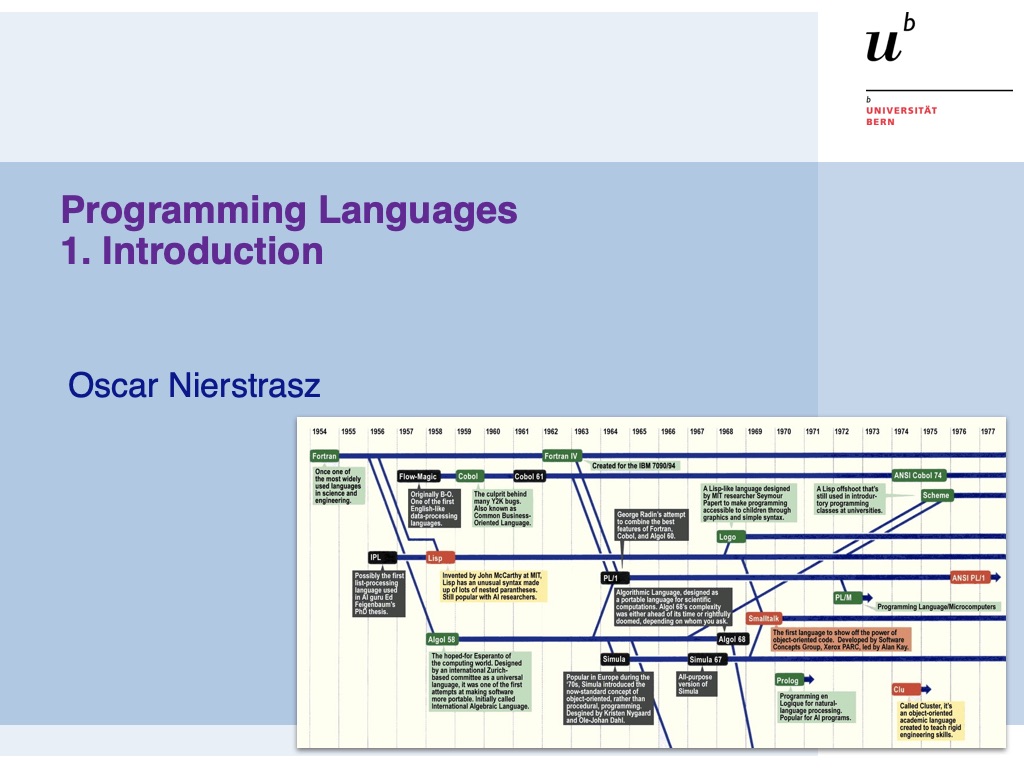 u b
b
UNIVERSITÄT
BERN
Programming Languages
1. Introduction
Oscar Nierstrasz
1954 1955 1956 1957 1958 1959 1960 1961 1962 1963 1964 1965 1966 1967 1968 1969 1970 1971 1972 1973 1974 1975 1976 1977
Fortran
Once one of
the most widely
used languages
in science and
engineering.
Fortran IV
Created for the IBM 7090/94
Flow-Magic
Originally B-O.
One of the first
English-like
data-processing
languages.
Cobol
The culprit behind
many Y2K bugs.
Also known as
Common Business-
Oriented Language.
Cobol 61
ANSI Cobol 74
A Lisp-like language designed
by MIT researcher Seymour
Papert to make programming
accessible to children through
graphics and simple syntax.
Logo
A Lisp offshoot that's
still used in introduc-
tory programming
classes at universities.
Scheme
George Radin's attempt
to combine the best
features of Fortran,
Cobol, and Algol 60.
IPL
Possibly the first
list-processing
language used
in AI guru Ed
Feigenbaum's
PhD thesis.
Lisp
Invented by John McCarthy at MIT,
Lisp has an unusual syntax made
up of lots of nested parantheses.
Still popular with AI researchers.
PL/1
ANSI PL/1
Algorithmic Language, designed as
a portable language for scientific
computations. Algol 68's complexity
was either ahead of its time or rightfully
doomed, depending on whom you ask.
PL/M
Programming Language/Microcomputers
Smalltalk
The first language to show off the power of
object-oriented code. Developed by Software
Concepts Group, Xerox PARC, led by Alan Kay.
Algol 58
The hoped-for Esperanto of
the computing world. Designed
by an international Zurich-
based committee as a universal
language, it was one of the first
attempts at making software
more portable. Initially called
International Algebraic Language.
Algol 68
Simula
Popular in Europe during the
'70s, Simula introduced the
now-standard concept of
object-oriented, rather than
procedural, programming.
Desgined by Kristen Nygaard
and Ole-Johan Dahl.
Simula 67
All-purpose
version of
Simula
Prolog
Programming en
Logique for natural-
language processing.
Popular for AI programs.
Clu
Called Cluster, it's
an object-oriented
academic language
created to teach rigid
engineering skills.